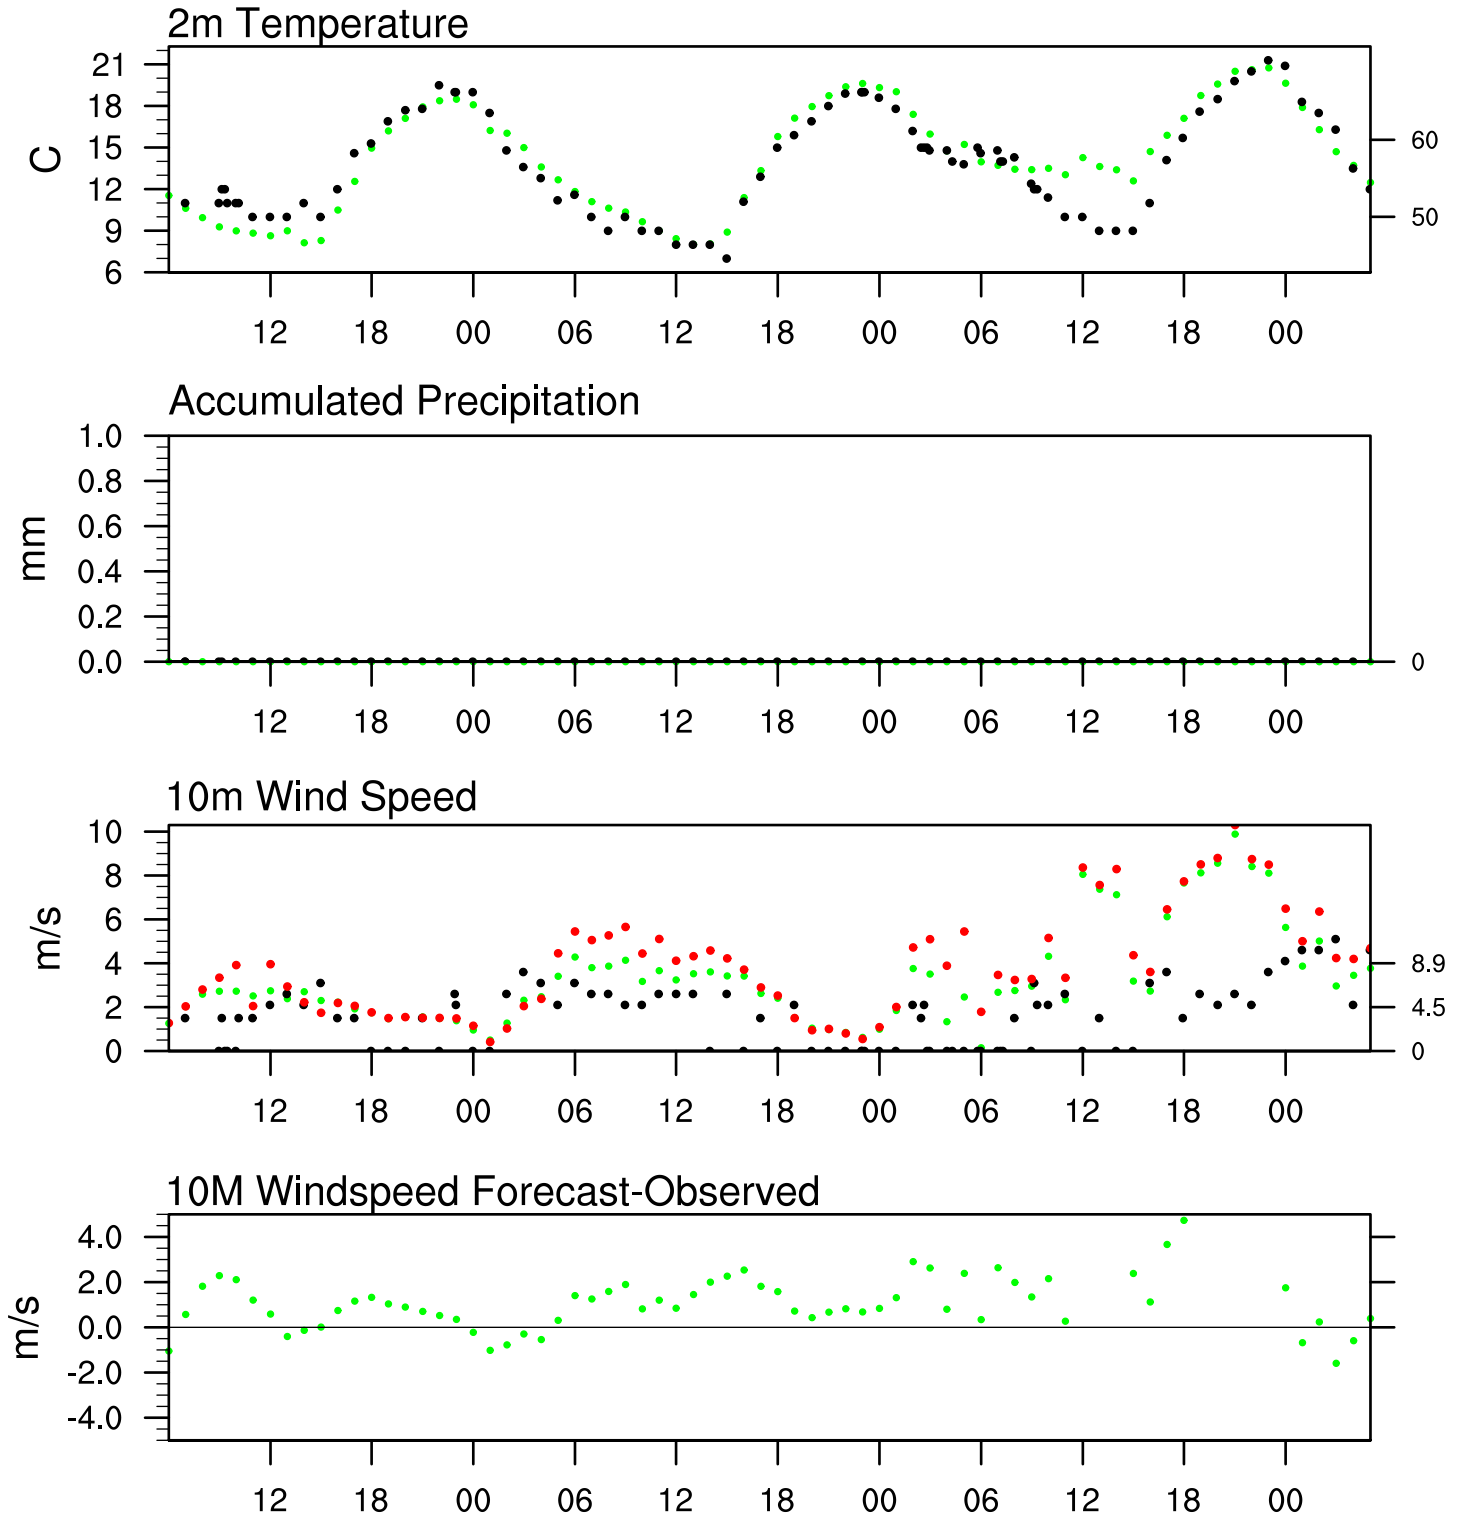 2m Temperature
21
18
15
12
9
6
C
60
50
12 18 00 06 12 18 00 06 12 18 00
Accumulated Precipitation
1.0
0.8
0.6
0.4
0.2
0.0
mm
0
12 18 00 06 12 18 00 06 12 18 00
10m Wind Speed
10
8
6
4
2
0
m/s
8.9
4.5
0
12 18 00 06 12 18 00 06 12 18 00
10M Windspeed Forecast-Observed
4.0
2.0
0.0
-2.0
-4.0
m/s
12 18 00 06 12 18 00 06 12 18 00